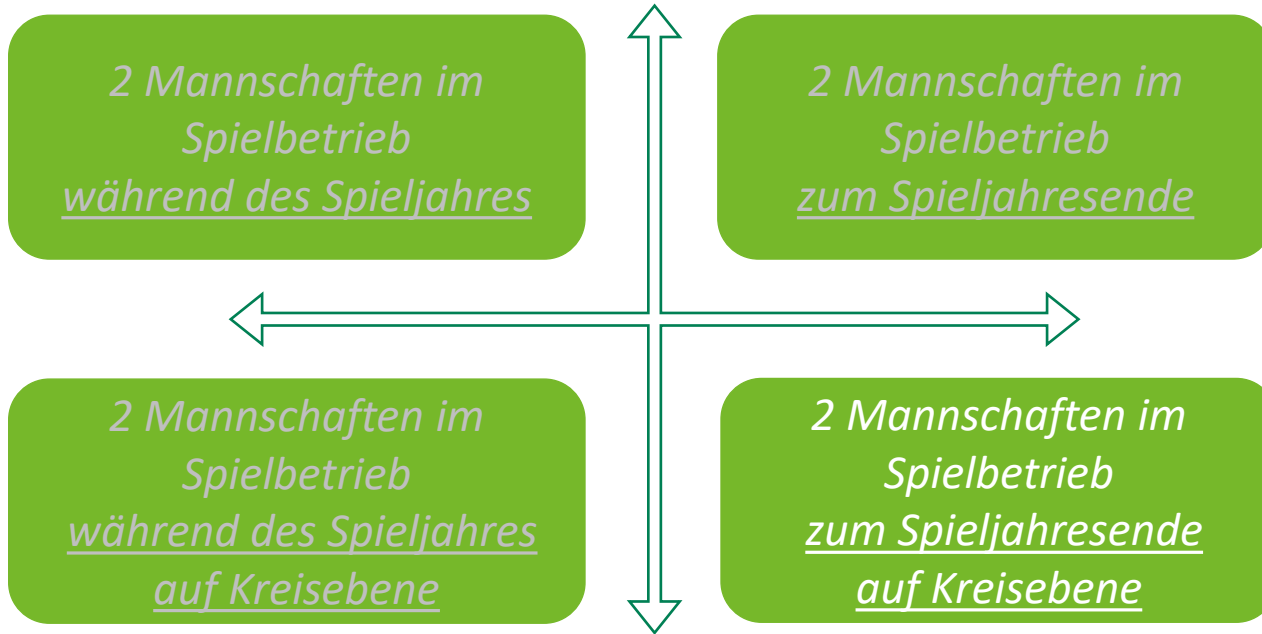 2 Mannschaften im
Spielbetrieb
während des Spieljahres
2 Mannschaften im
Spielbetrieb
zum Spieljahresende
2 Mannschaften im
Spielbetrieb
während des Spieljahres
auf Kreisebene
2 Mannschaften im
Spielbetrieb
zum Spieljahresende
auf Kreisebene